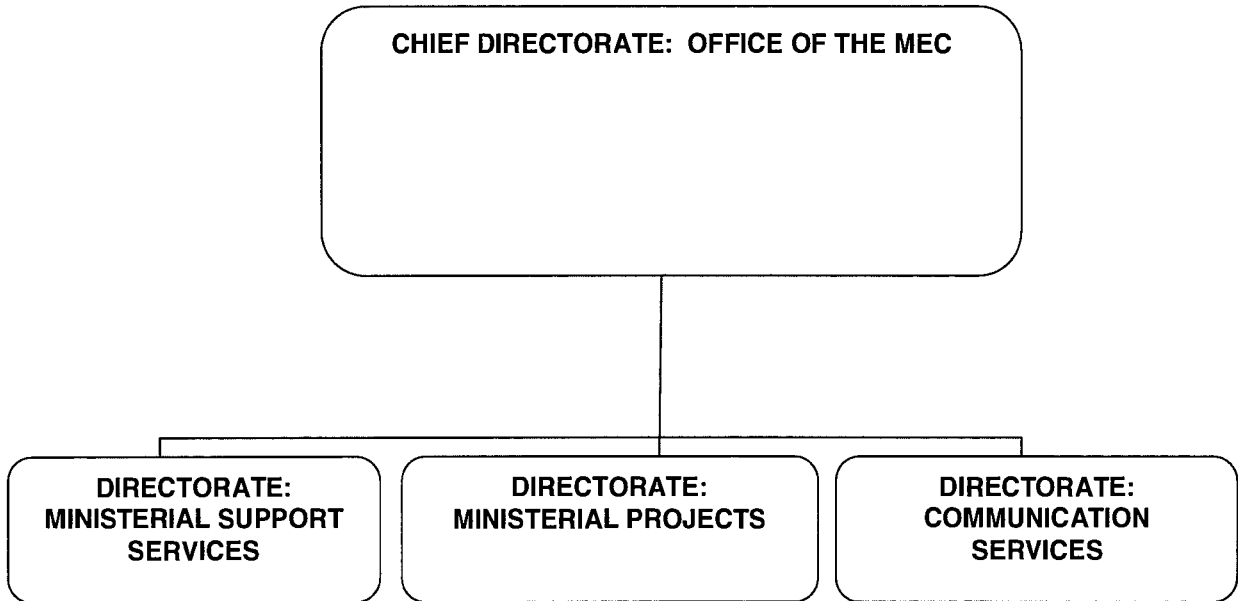 CHIEF DIRECTORATE: OFFICE OF THE MEC
DIRECTORATE:
MINISTERIAL SUPPORT
SERVICES
DIRECTORATE:
MINISTERIAL PROJECTS
DIRECTORATE:
COMMUNICATION
SERVICES